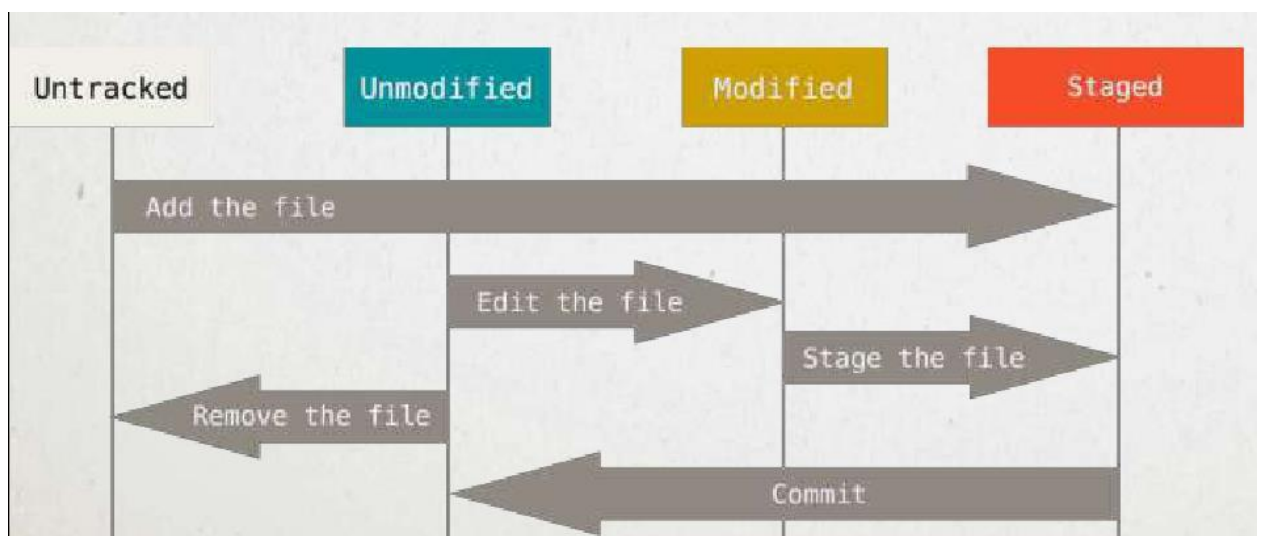 Untracked
Unmodified
Modified
Staged
Add the file
Edit the file
Stage the file
Remove the file
Commit